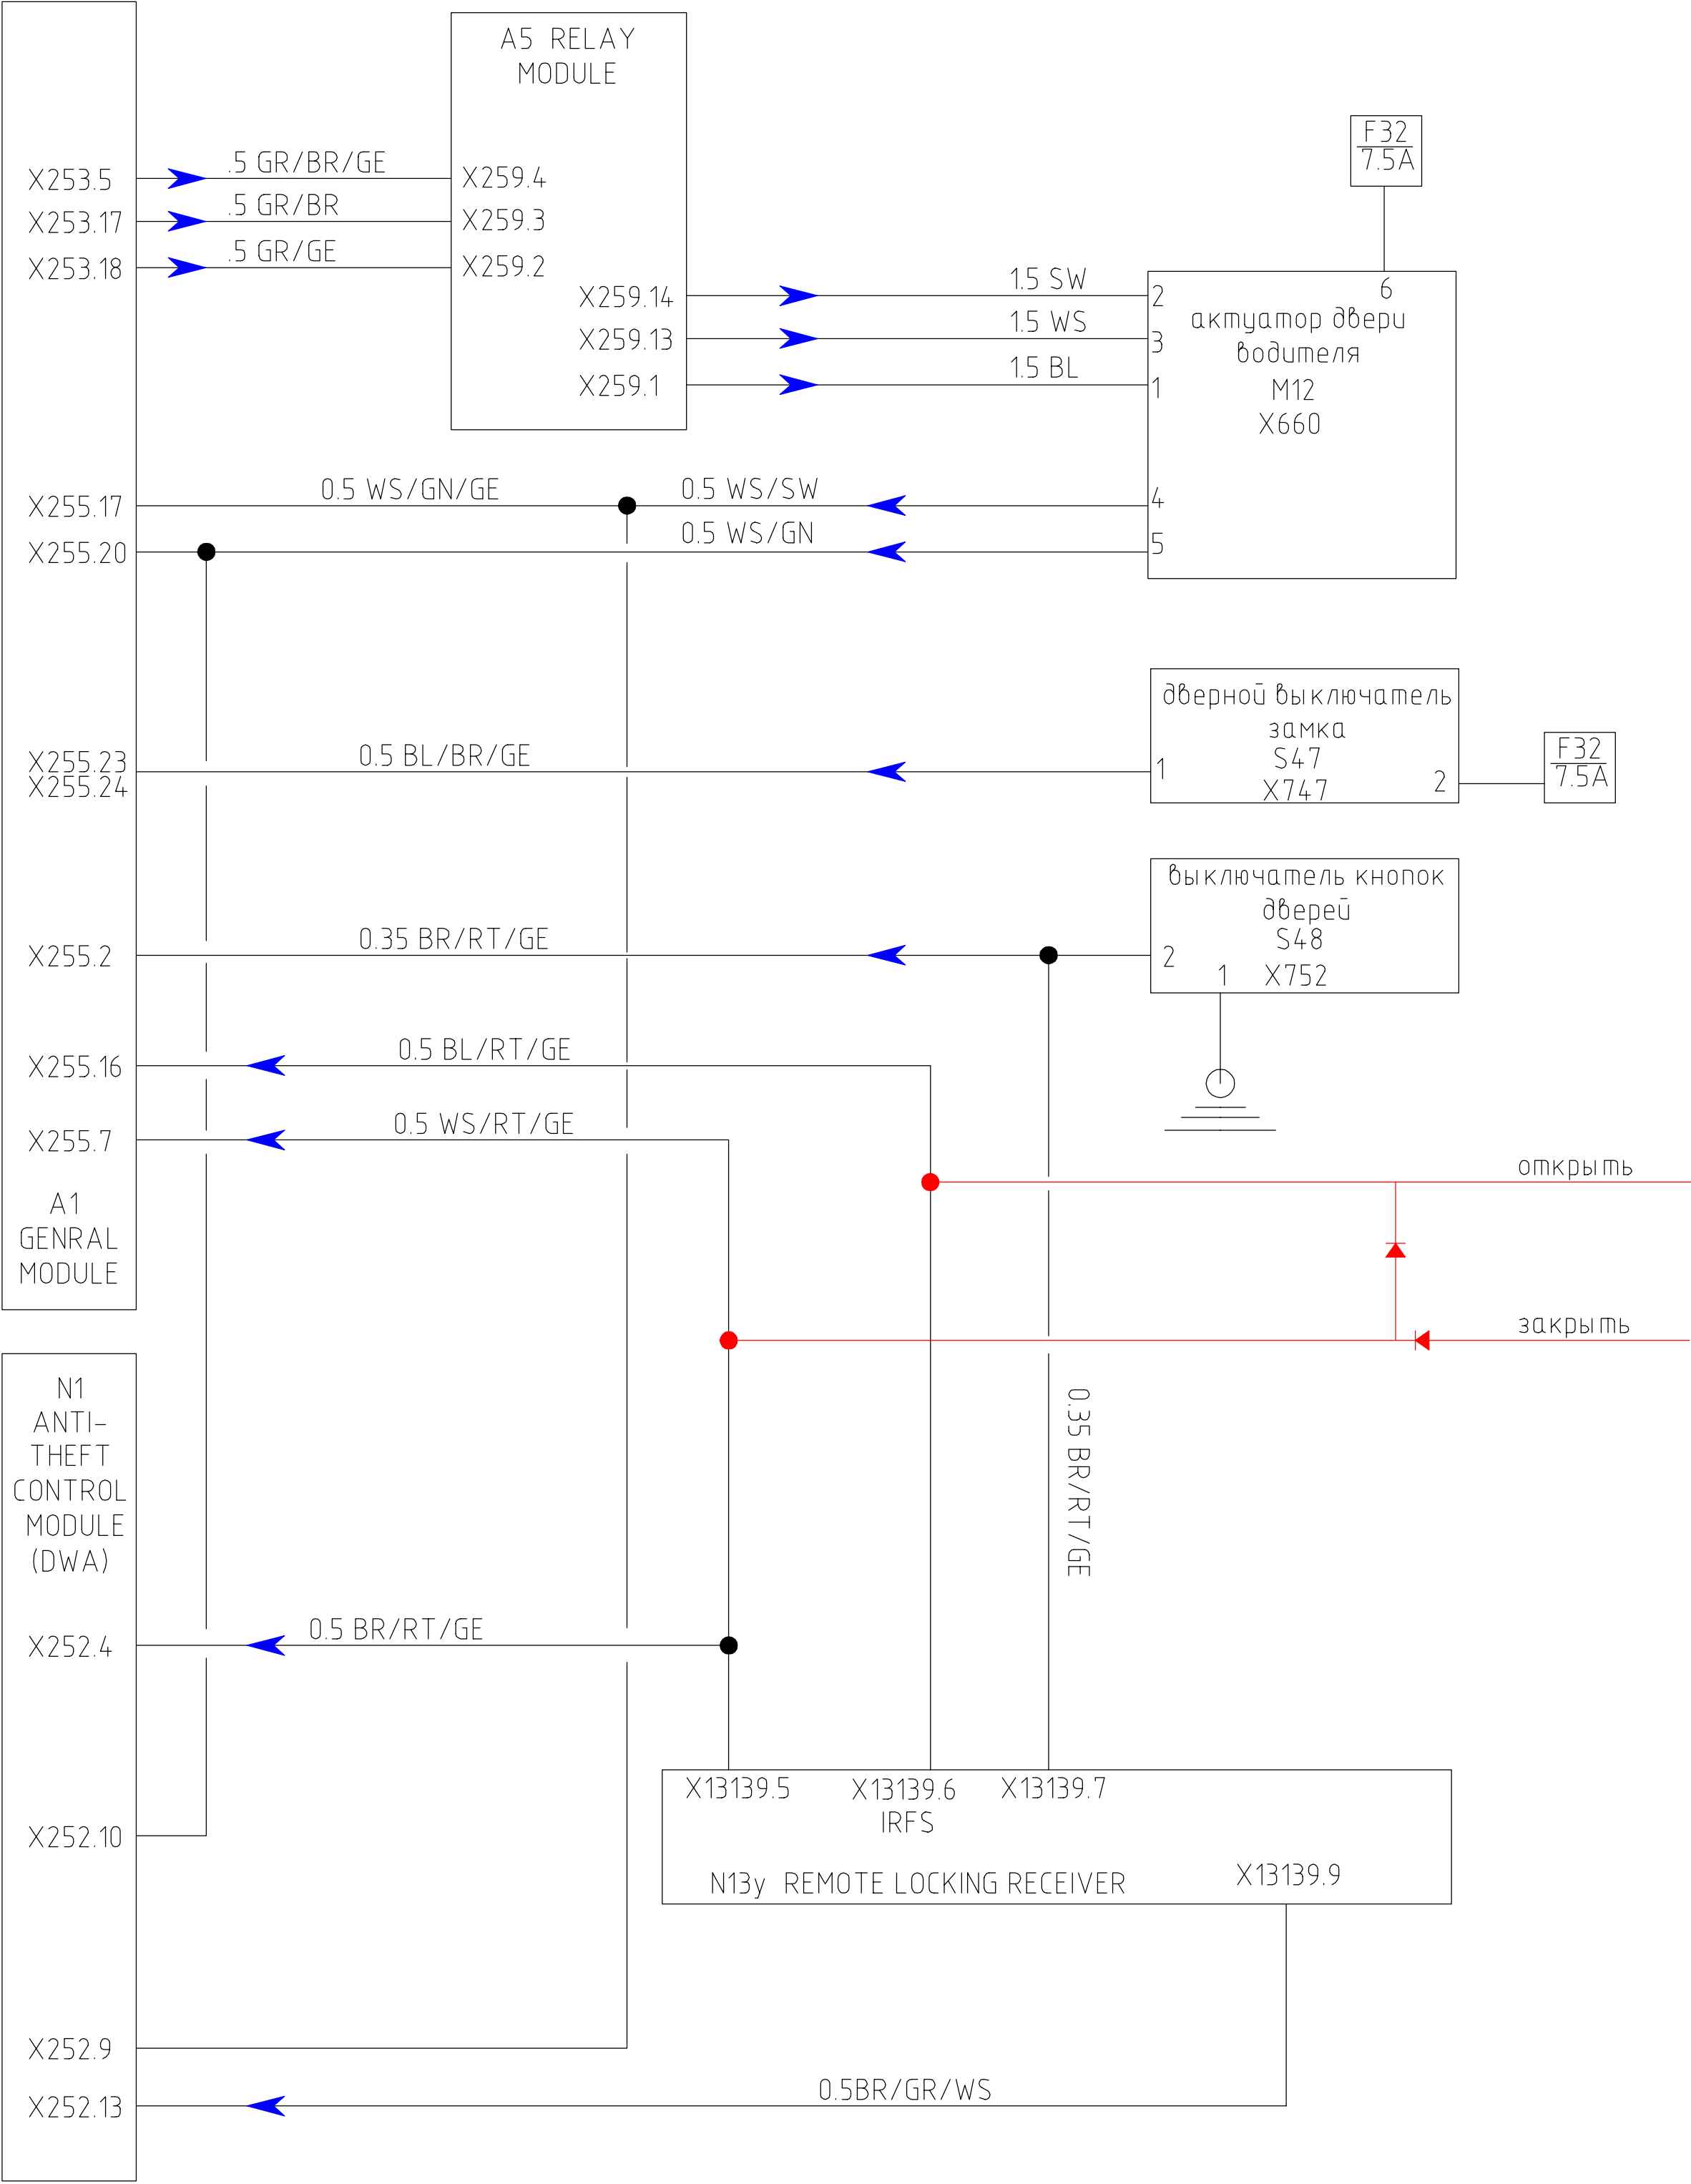 A5 RELAY
MODULE
F32
7.5A
X253.5
.5 GR/BR/GE
X259.4
X253.17
.5 GR/BR
X259.3
X253.18
.5 GR/GE
X259.2
X259.14
1.5 SW
2
X259.13
1.5 WS
3
X259.1
1.5 BL
1
6
актуатор двери
водителя
M12
X660
X255.17
0.5 WS/GN/GE
0.5 WS/SW
4
X255.20
0.5 WS/GN
5
дверной выключатель
замка
S47
X747
1
2
F32
7.5A
X255.23
X255.24
0.5 BL/BR/GE
выключатель кнопок
дверей
S48
X752
2
1
X255.2
0.35 BR/RT/GE
X255.16
0.5 BL/RT/GE
X255.7
0.5 WS/RT/GE
A1
GENRAL
MODULE
открыть
закрыть
N1
ANTI-
THEFT
CONTROL
MODULE
(DWA)
0.35 BR/RT/GE
X252.4
0.5 BR/RT/GE
X13139.5
X13139.6
X13139.7
IRFS
X252.10
N13y REMOTE LOCKING RECEIVER
X13139.9
X252.9
X252.13
0.5BR/GR/WS